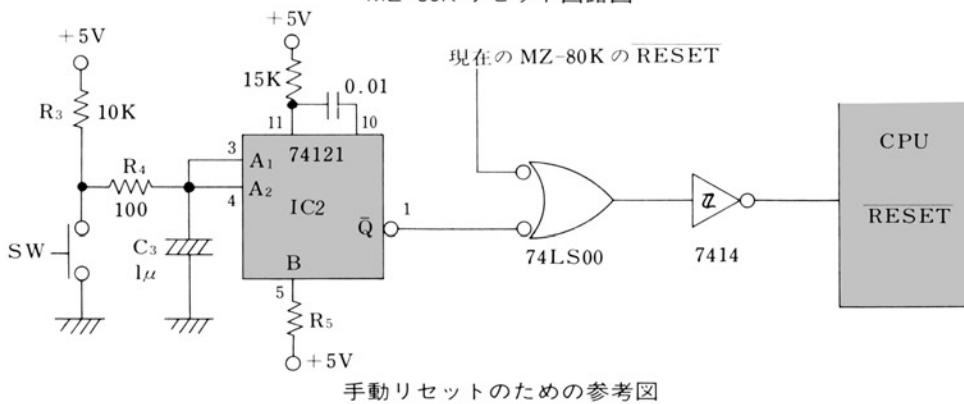 +5V
+5V
現在の MZ-80K の RESET
15K
0.01
R₃
10K
11
10
CPU
3
74121
A₁
R₄
A₂
4
IC2
100
Q̄
1
RESET
SW
C₃
1μ
B
74LS00
7414
5
R₅
+5V
手動リセットのための参考図